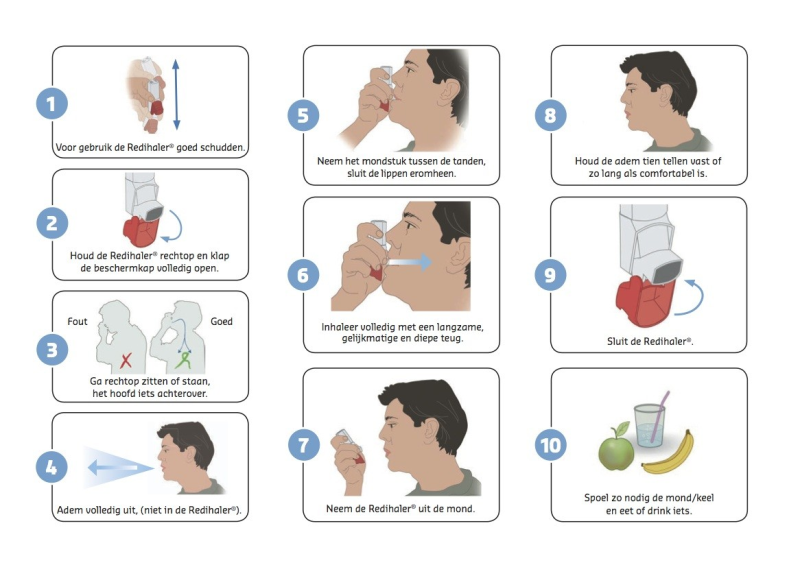 1
Voor gebruik de Redihaler® goed schudden.
2
Houd de Redihaler® rechtop en klap
de beschermkap volledig open.
3
Fout
Goed
Ga rechtop zitten of staan,
het hoofd iets achterover.
4
Adem volledig uit, (niet in de Redihaler®).
5
Neem het mondstuk tussen de tanden,
sluit de lippen eromheen.
6
Inhaleer volledig met een langzame,
gelijkmatige en diepe teug.
7
Neem de Redihaler® uit de mond.
8
Houd de adem tien tellen vast of
zo lang als comfortabel is.
9
Sluit de Redihaler®.
10
Spoel zo nodig de mond/keel
en eet of drink iets.